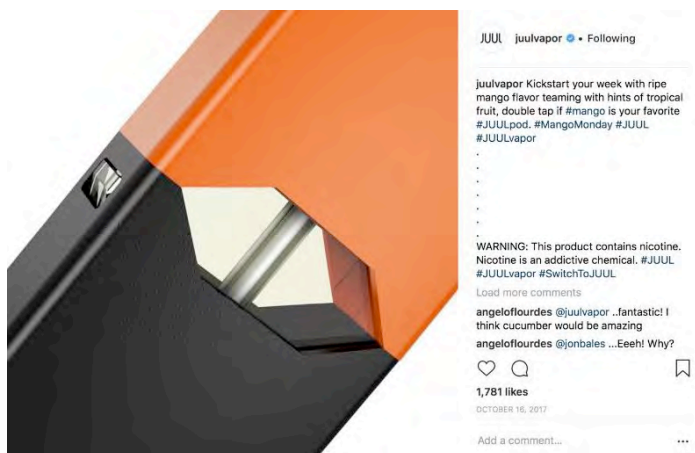 JUUL juulvapor • Following
juulvapor Kickstart your week with ripe
mango flavor teaming with hints of tropical
fruit, double tap if #mango is your favorite
#JUULpod. #MangoMonday #JUUL
#JUULvapor
.
.
.
.
.
.
WARNING: This product contains nicotine.
Nicotine is an addictive chemical. #JUUL
#JUULvapor #SwitchToJUUL
Load more comments
angeloflourdes @juulvapor ..fantastic! I
think cucumber would be amazing
angeloflourdes @jonbales ...Eeeh! Why?
1,781 likes
OCTOBER 16, 2017
Add a comment...